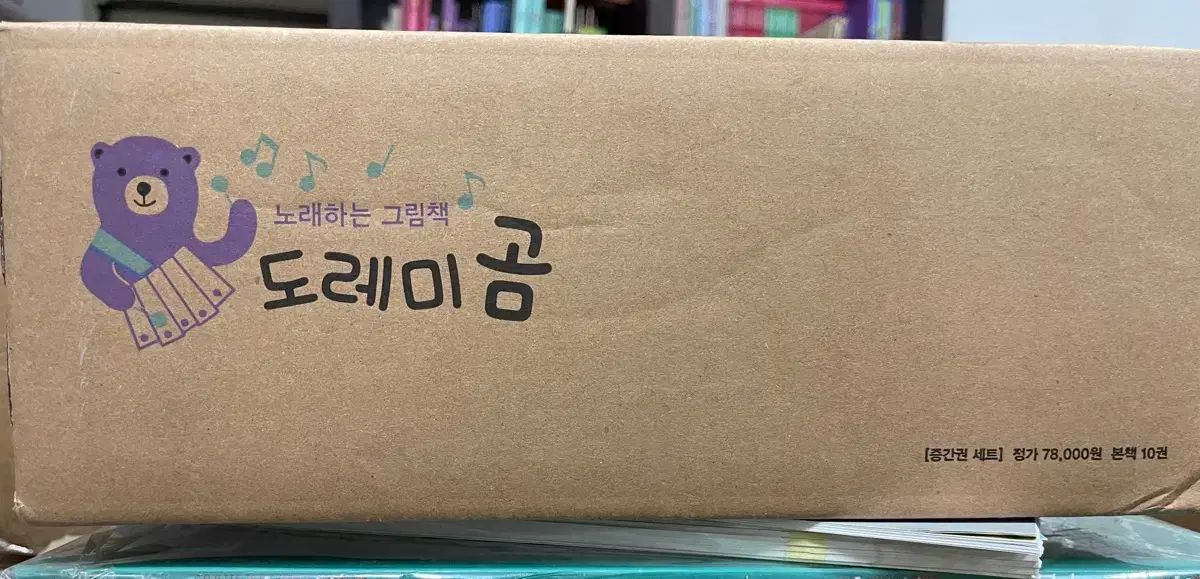 노래하는 그림책
도레미곰
[증간권 세트] 정가 78,000원 본책 10권